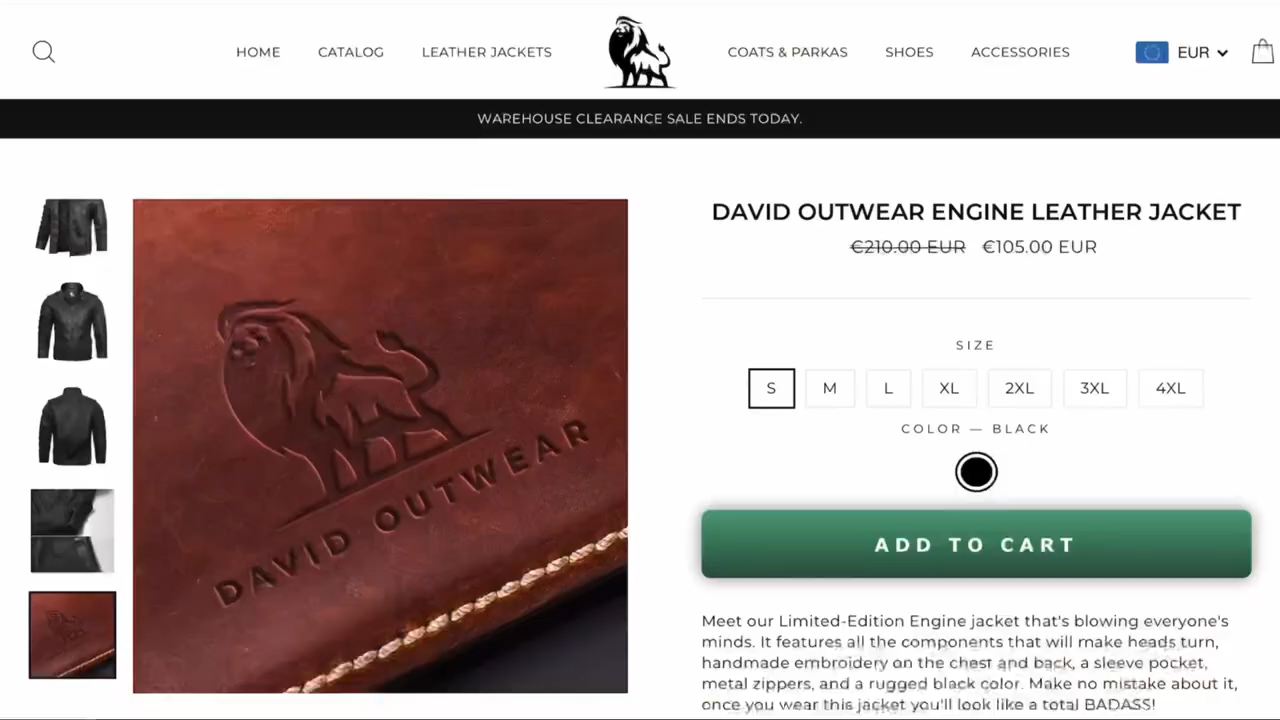 HOME CATALOG LEATHER JACKETS COATS & PARKAS SHOES ACCESSORIES EUR
WAREHOUSE CLEARANCE SALE ENDS TODAY.
DAVID OUTWEAR
DAVID OUTWEAR ENGINE LEATHER JACKET
€210.00 EUR €105.00 EUR
SIZE
S M L XL 2XL 3XL 4XL
COLOR — BLACK
ADD TO CART
Meet our Limited-Edition Engine jacket that's blowing everyone's
minds. It features all the components that will make heads turn,
handmade embroidery on the chest and back, a sleeve pocket,
metal zippers, and a rugged black color. Make no mistake about it,
once you wear this jacket you'll look like a total BADASS!